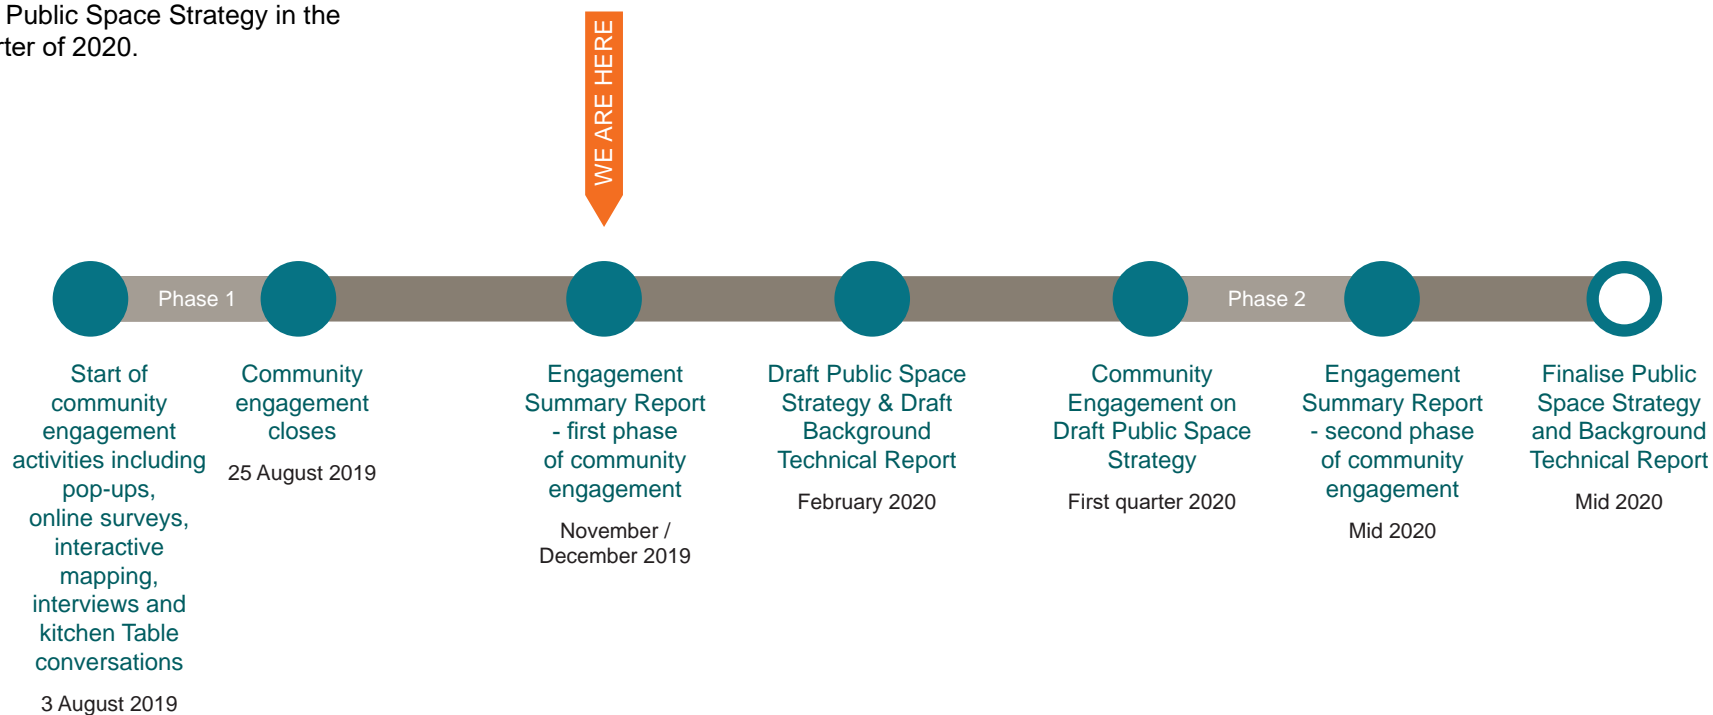 Public Space Strategy in the
rter of 2020.
WE ARE HERE
Phase 1
Phase 2
Start of
community
engagement
activities including
pop-ups,
online surveys,
interactive
mapping,
interviews and
kitchen Table
conversations
3 August 2019
Community
engagement
closes
25 August 2019
Engagement
Summary Report
- first phase
of community
engagement
November /
December 2019
Draft Public Space
Strategy & Draft
Background
Technical Report
February 2020
Community
Engagement on
Draft Public Space
Strategy
First quarter 2020
Engagement
Summary Report
- second phase
of community
engagement
Mid 2020
Finalise Public
Space Strategy
and Background
Technical Report
Mid 2020